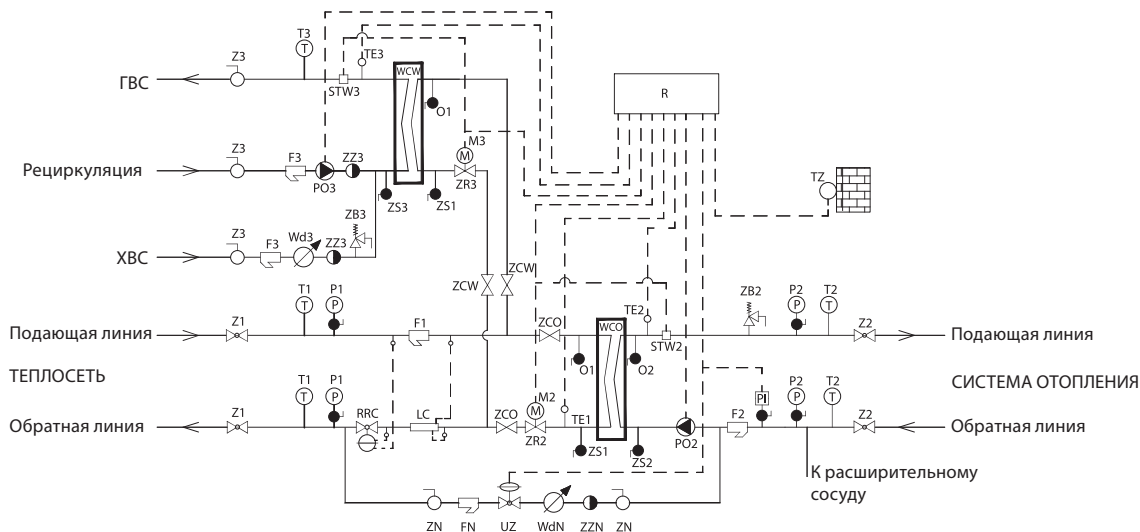 T3
Z3
TE3
WCW
ГВС
STW3
O1
R
M3
M
Z3
F3
ZZ3
Рециркуляция
PO3
ZR3
ZS3
ZS1
TZ
ZB3
Z3
F3
Wd3
ZZ3
ХВС
ZCW
ZCW
T1
P1
TE2
ZB2
P2
T2
Z1
F1
ZCO
WCO
Z2
Подающая линия
STW2
Подающая линия
O1
O2
ТЕПЛОСЕТЬ
СИСТЕМА ОТОПЛЕНИЯ
T1
P1
M2
PI
P2
T2
Z1
RRC
LC
ZCO
M
TE1
F2
Z2
Обратная линия
ZR2
ZS1
ZS2
PO2
Обратная линия
К расширительному
сосуду
ZN
FN
UZ
WdN
ZZN
ZN
T
T
P
P
T
T
P
P
T